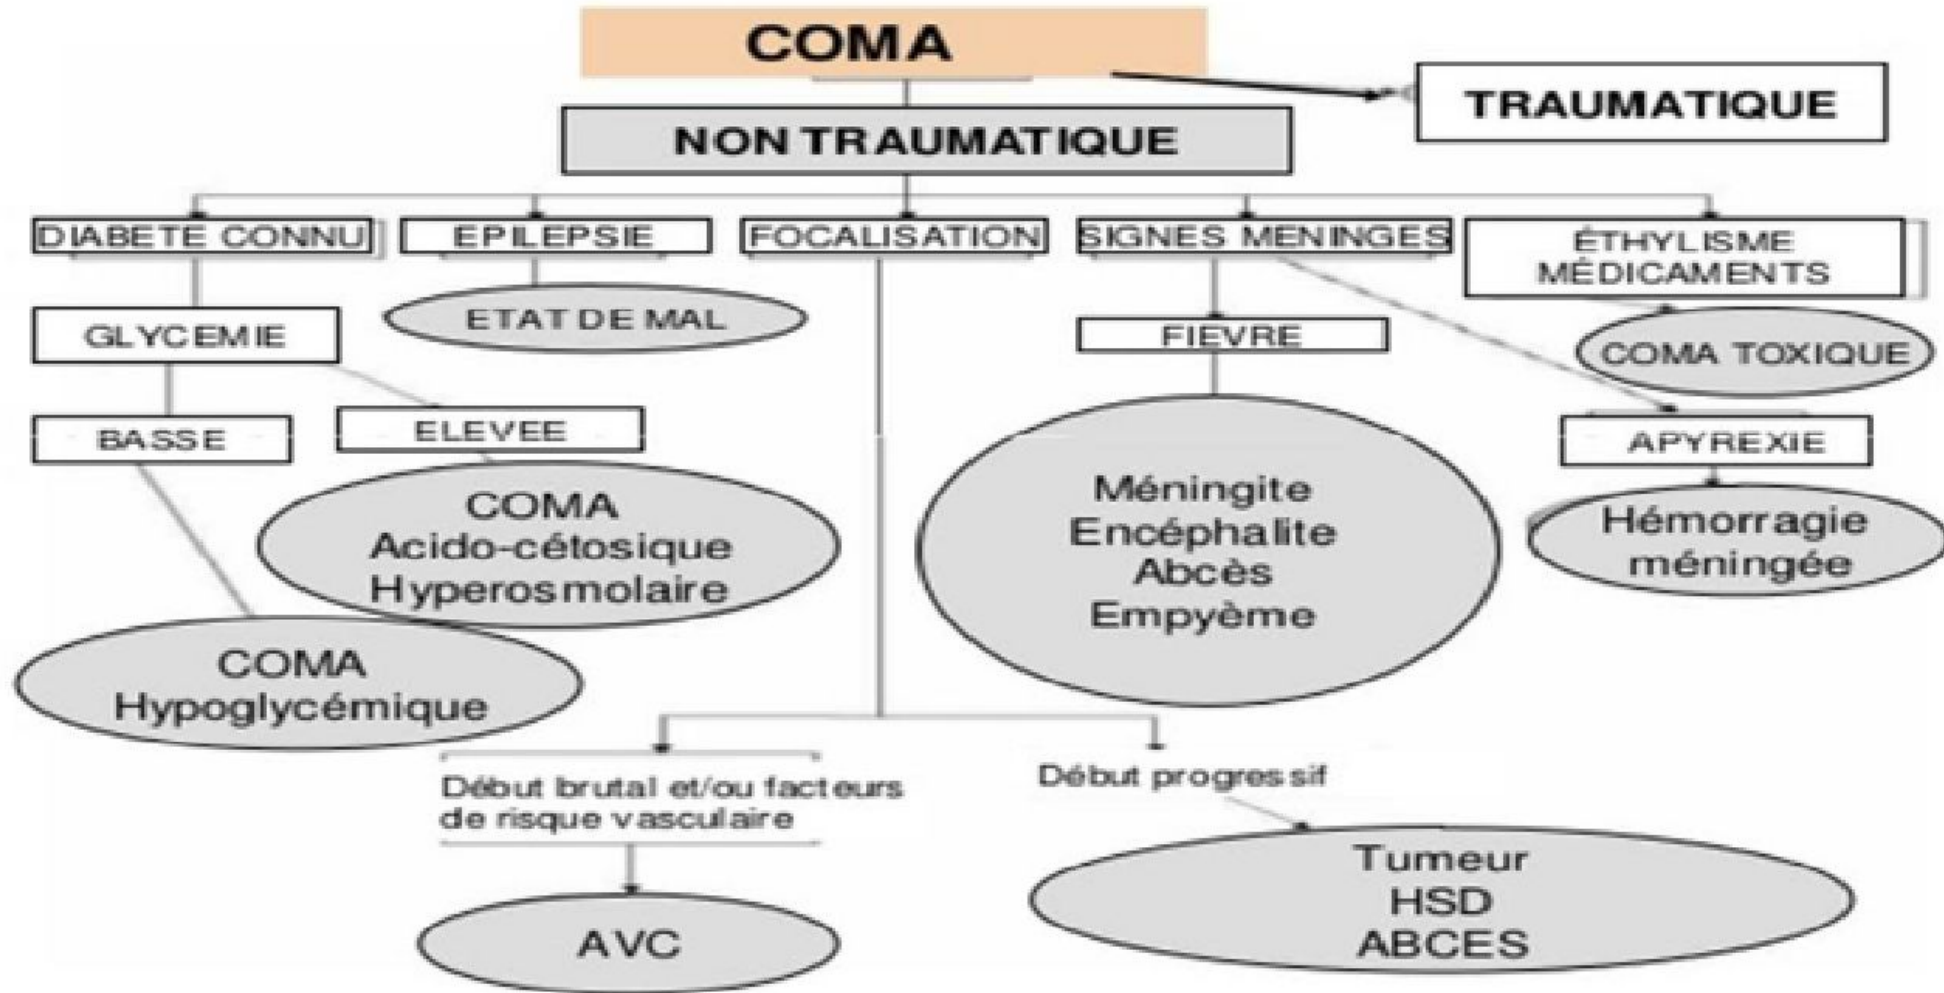 COMA
TRAUMATIQUE
NON TRAUMATIQUE
DIABETE CONNU
EPILEPSIE
FOCALISATION
SIGNES MENINGES
ÉTHYLISME
MÉDICAMENTS
GLYCEMIE
ETAT DE MAL
FIEVRE
COMA TOXIQUE
BASSE
ELEVEE
APYREXIE
COMA
Acido-cétosique
Hyperosmolaire
Méningite
Encéphalite
Abcès
Empyème
Hémorragie
méningée
COMA
Hypoglycémique
Début brutal et/ou facteurs
de risque vasculaire
Début progressif
AVC
Tumeur
HSD
ABCES